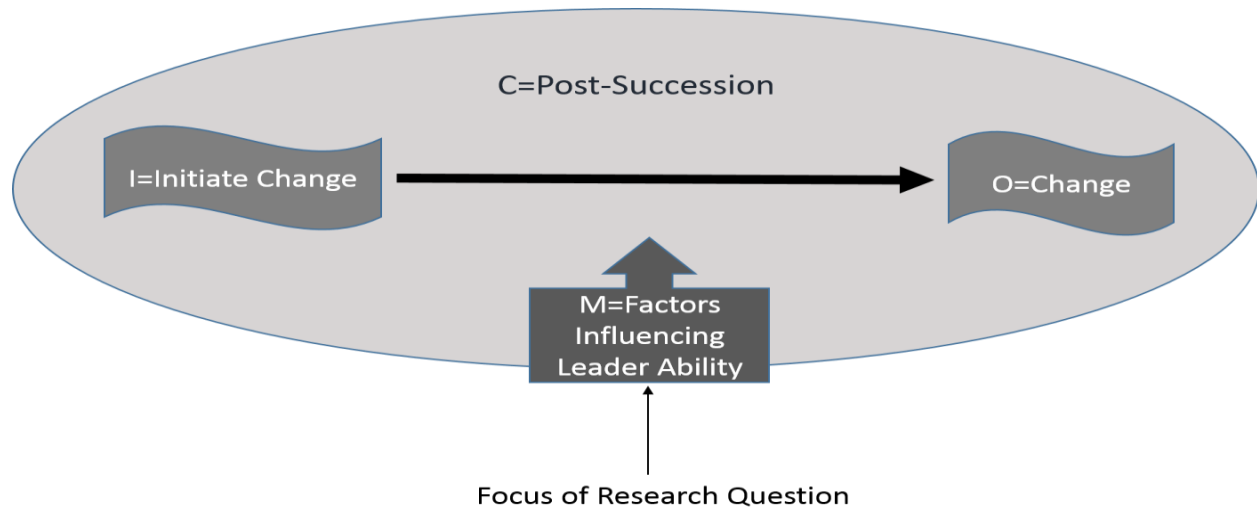 C=Post-Succession
I=Initiate Change
O=Change
M=Factors
Influencing
Leader Ability
Focus of Research Question